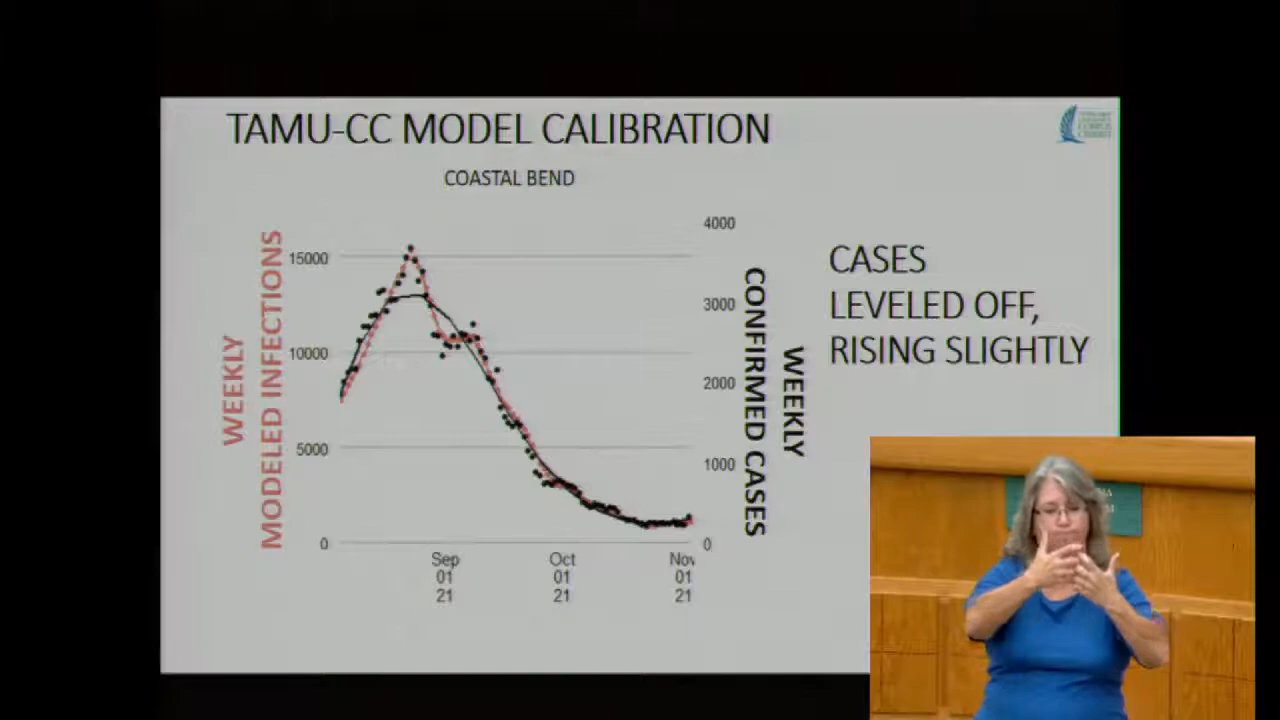 TAMU-CC MODEL CALIBRATION
COASTAL BEND
WEEKLY
MODELED INFECTIONS
15000
10000
5000
0
4000
3000
2000
1000
0
WEEKLY
CONFIRMED CASES
Sep
01
21
Oct
01
21
Nov
01
21
CASES
LEVELED OFF,
RISING SLIGHTLY